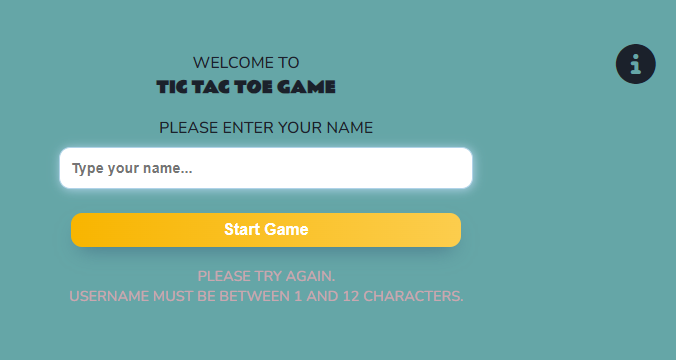 WELCOME TO
TIC TAC TOE GAME
PLEASE ENTER YOUR NAME
Type your name...
Start Game
PLEASE TRY AGAIN.
USERNAME MUST BE BETWEEN 1 AND 12 CHARACTERS.